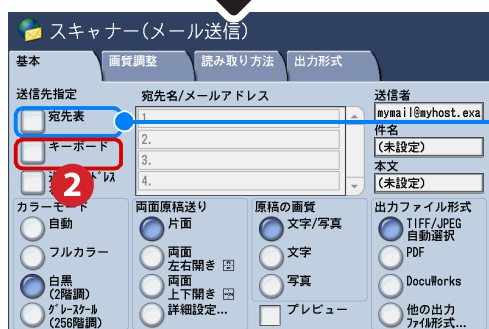 スキャナー(メール送信)
基本
画質調整
読み取り方法
出力形式
送信先指定
宛先名/メールアドレス
送信者
宛先表
1.
mymail@myhost.exa
件名
キーボード
2.
(未設定)
3.
本文
2
4.
(未設定)
カラーモード
両面原稿送り
原稿の画質
出力ファイル形式
自動
片面
文字/写真
TIFF/JPEG
自動選択
フルカラー
両面
左右開き
文字
PDF
白黒
(2階調)
両面
上下開き
写真
DocuWorks
グレースケール
(256階調)
詳細設定...
プレビュー
他の出力
ファイル形式...